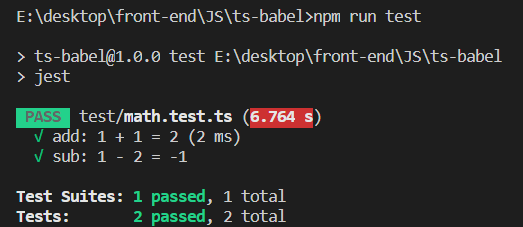 E:\desktop\front-end\JS\ts-babel>npm run test
> ts-babel@1.0.0 test E:\desktop\front-end\JS\ts-babel
> jest
PASS test/math.test.ts (6.764 s)
√ add: 1 + 1 = 2 (2 ms)
√ sub: 1 - 2 = -1
Test Suites: 1 passed, 1 total
Tests: 2 passed, 2 total